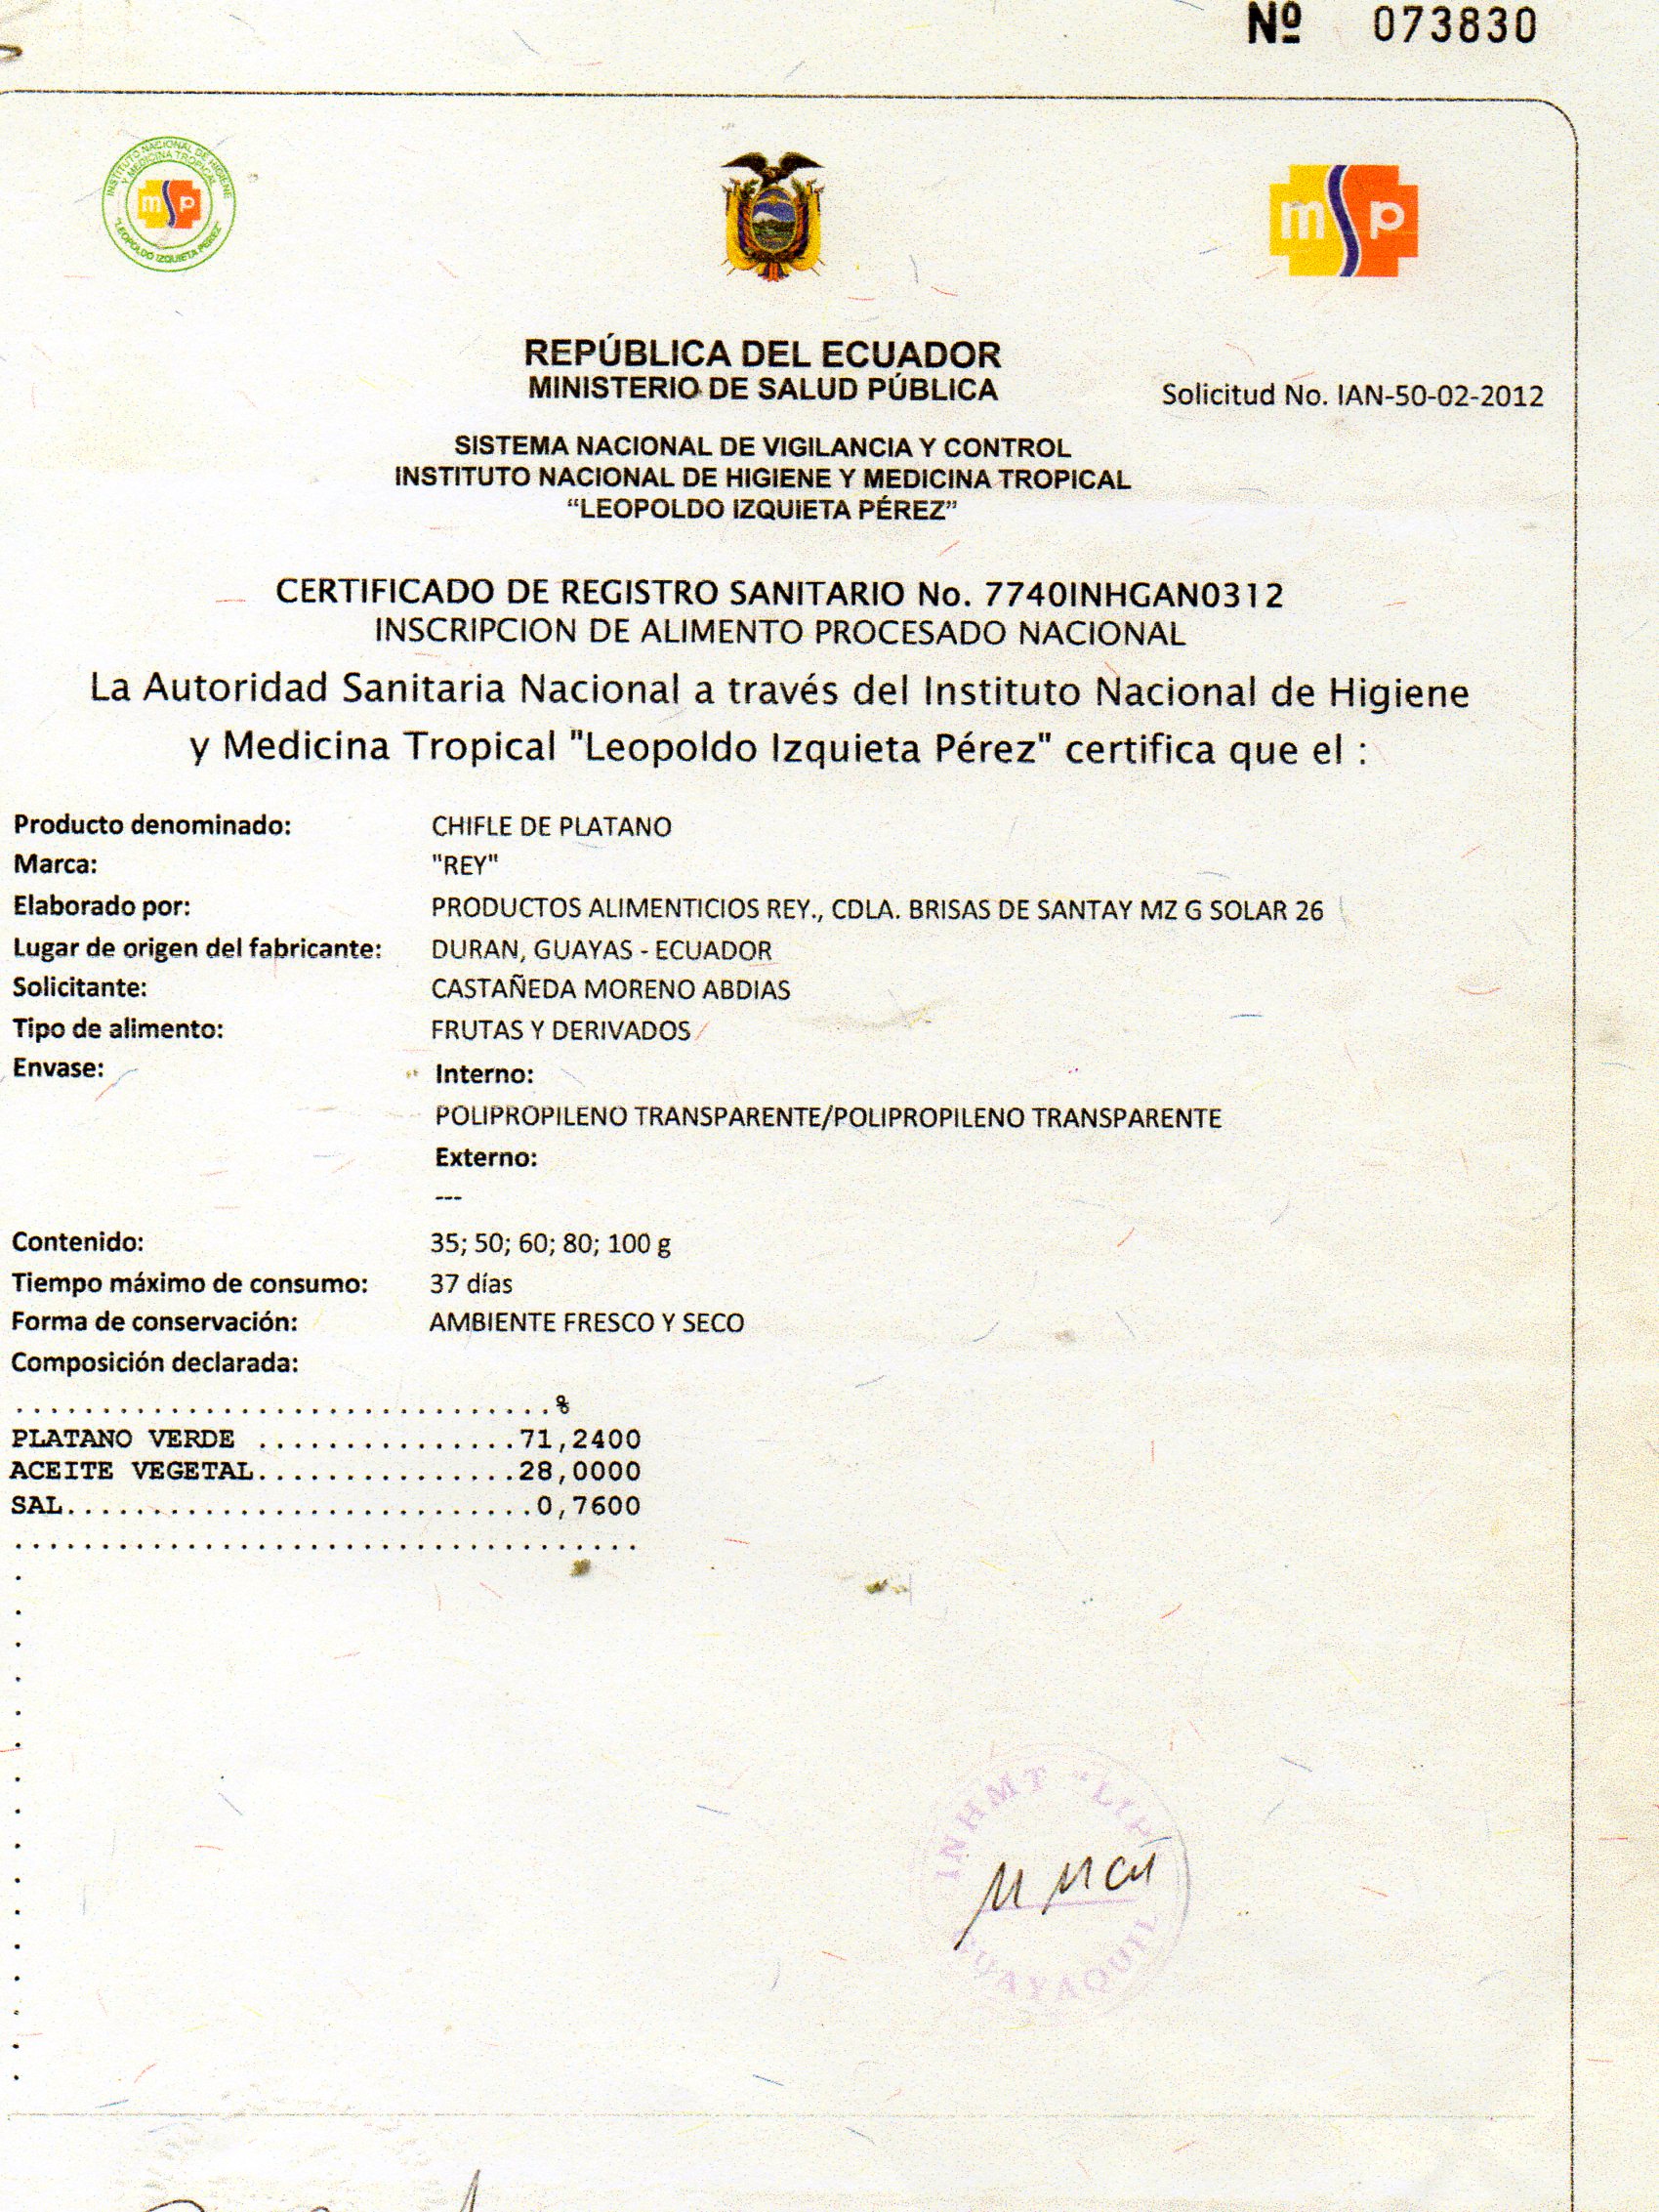 Nº 073830
INSTITUTO NACIONAL DE HIGIENE
Y MEDICINA TROPICAL
"LEOPOLDO IZQUIETA PÉREZ"
msp
msp
REPÚBLICA DEL ECUADOR
MINISTERIO DE SALUD PÚBLICA
Solicitud No. IAN-50-02-2012
SISTEMA NACIONAL DE VIGILANCIA Y CONTROL
INSTITUTO NACIONAL DE HIGIENE Y MEDICINA TROPICAL
“LEOPOLDO IZQUIETA PÉREZ”
CERTIFICADO DE REGISTRO SANITARIO No. 7740INHGAN0312
INSCRIPCION DE ALIMENTO PROCESADO NACIONAL
La Autoridad Sanitaria Nacional a través del Instituto Nacional de Higiene
y Medicina Tropical "Leopoldo Izquieta Pérez" certifica que el :
Producto denominado: CHIFLE DE PLATANO
Marca: "REY"
Elaborado por: PRODUCTOS ALIMENTICIOS REY., CDLA. BRISAS DE SANTAY MZ G SOLAR 26
Lugar de origen del fabricante: DURAN, GUAYAS - ECUADOR
Solicitante: CASTAÑEDA MORENO ABDIAS
Tipo de alimento: FRUTAS Y DERIVADOS
Envase: Interno:
POLIPROPILENO TRANSPARENTE/POLIPROPILENO TRANSPARENTE
Externo:
---
Contenido: 35; 50; 60; 80; 100 g
Tiempo máximo de consumo: 37 días
Forma de conservación: AMBIENTE FRESCO Y SECO
Composición declarada:
...............................%
PLATANO VERDE ...............71,2400
ACEITE VEGETAL...............28,0000
SAL...........................0,7600
....................................
INHMT "LIP
GUAYAQUIL